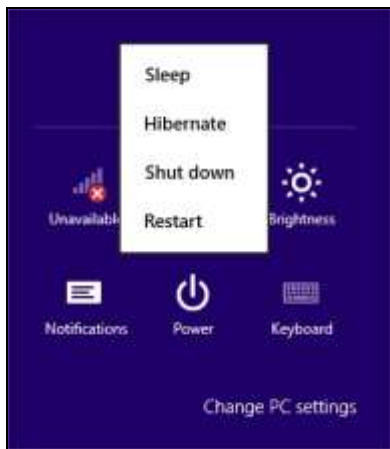 Sleep
Hibernate
Shut down
Restart
Unavailabl
Brightness
Notifications
Power
Keyboard
Change PC settings